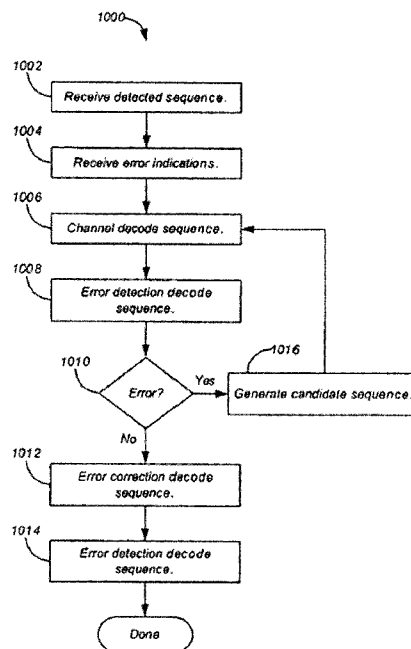 1000
1002
Receive detected sequence.
1004
Receive error indications.
1006
Channel decode sequence.
1008
Error detection decode
sequence.
1010
Error?
Yes
1016
Generate candidate sequence.
No
1012
Error correction decode
sequence.
1014
Error detection decode
sequence.
Done